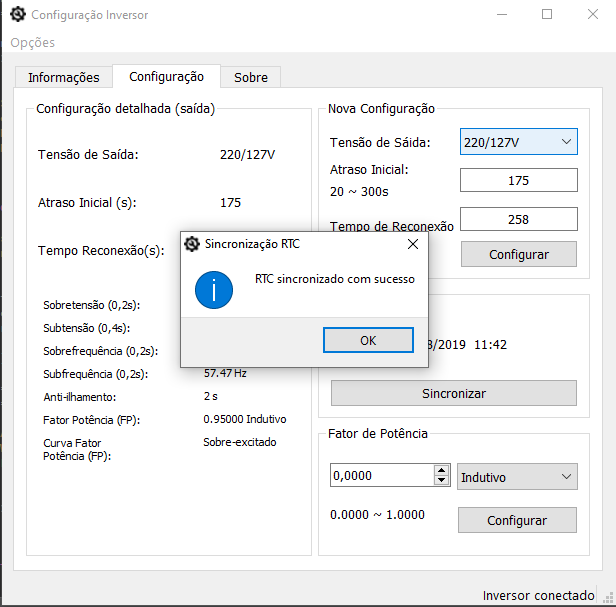 Configuração Inversor
Opções
Informações
Configuração
Sobre
Configuração detalhada (saída)
Tensão de Saída:
220/127V
Atraso Inicial (s):
175
Tempo Reconexão(s):
Sobretensão (0,2s):
Subtensão (0,4s):
Sobrefrequência (0,2s):
Subfrequência (0,2s):
57.47 Hz
Anti-ilhamento:
2 s
Fator Potência (FP):
0.95000 Indutivo
Curva Fator
Potência (FP):
Sobre-excitado
Nova Configuração
Tensão de Sáida:
220/127V
Atraso Inicial:
20 ~ 300s
175
Tempo de Reconexão
258
Configurar
Sincronização RTC
RTC sincronizado com sucesso
OK
/2019 11:42
Sincronizar
Fator de Potência
0,0000
Indutivo
0.0000 ~ 1.0000
Configurar
Inversor conectado